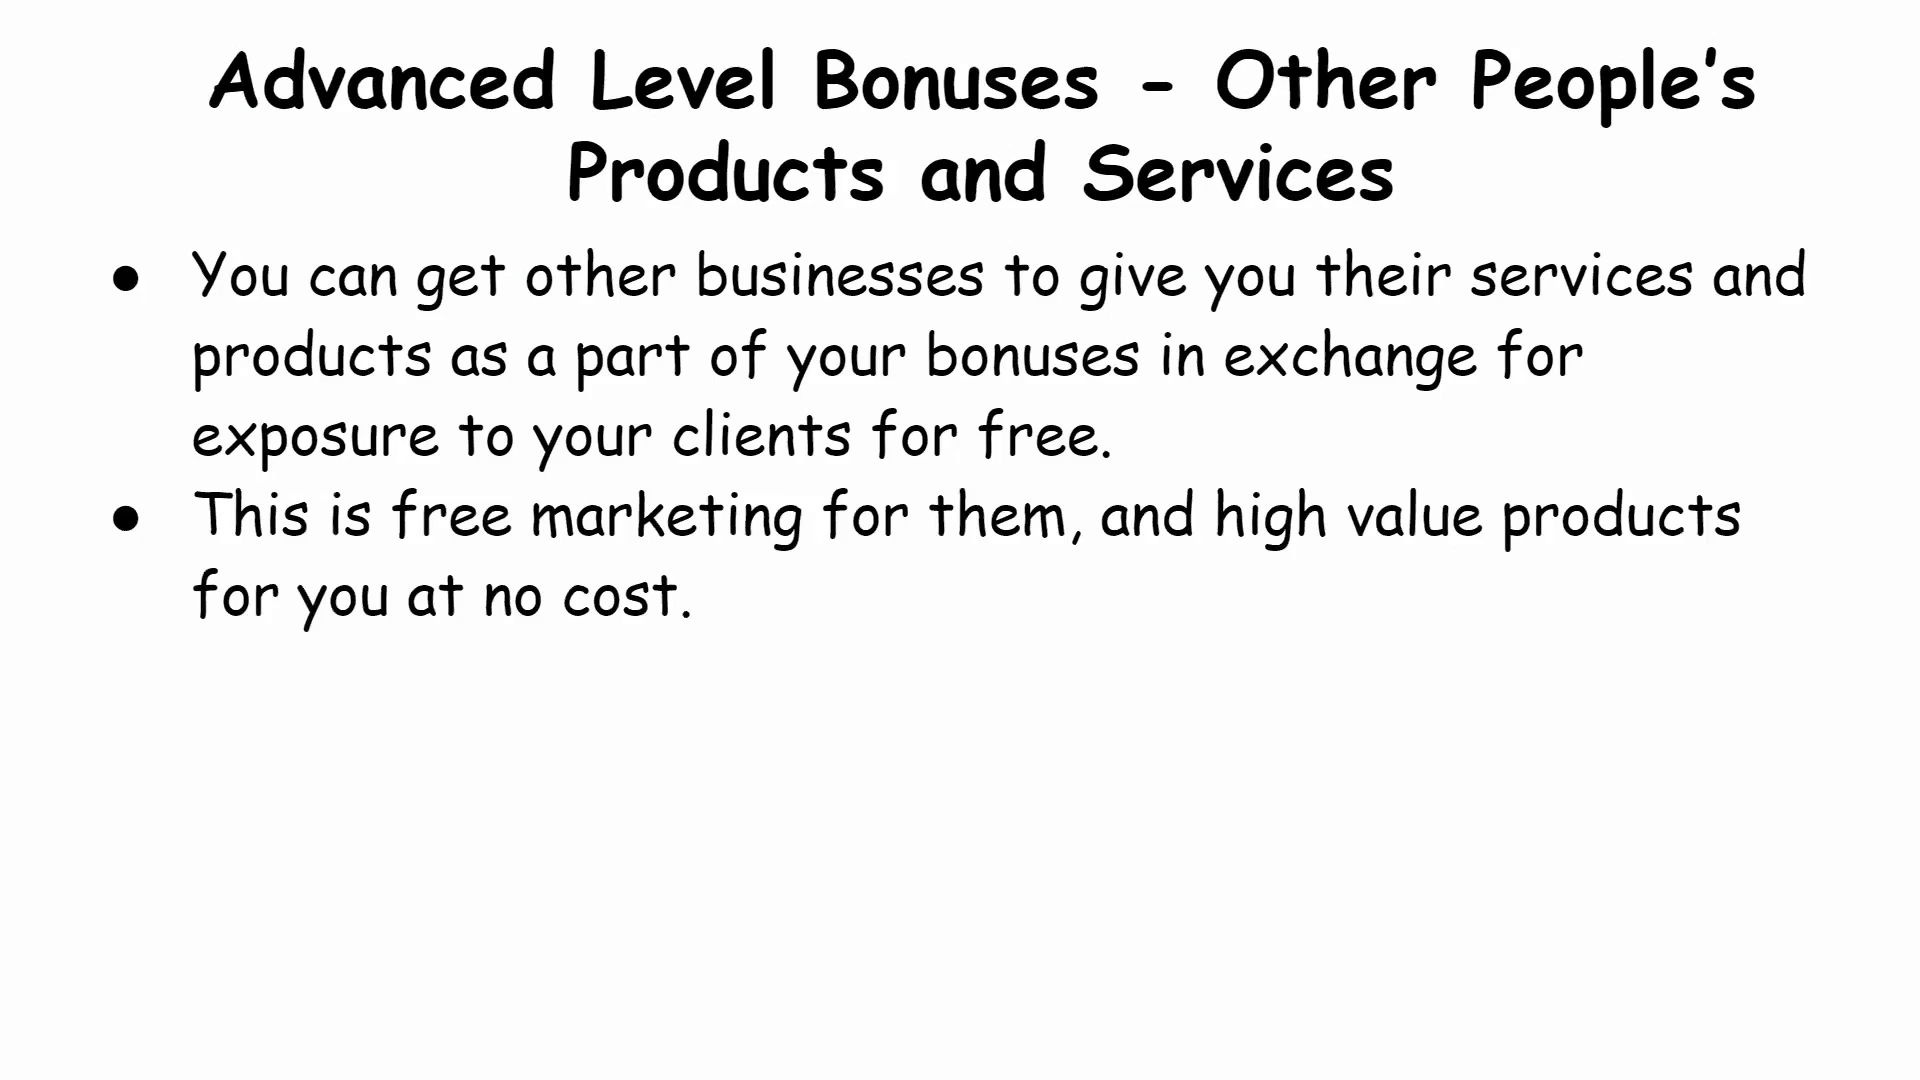 Advanced Level Bonuses - Other People's
Products and Services
● You can get other businesses to give you their services and
products as a part of your bonuses in exchange for
exposure to your clients for free.
● This is free marketing for them, and high value products
for you at no cost.